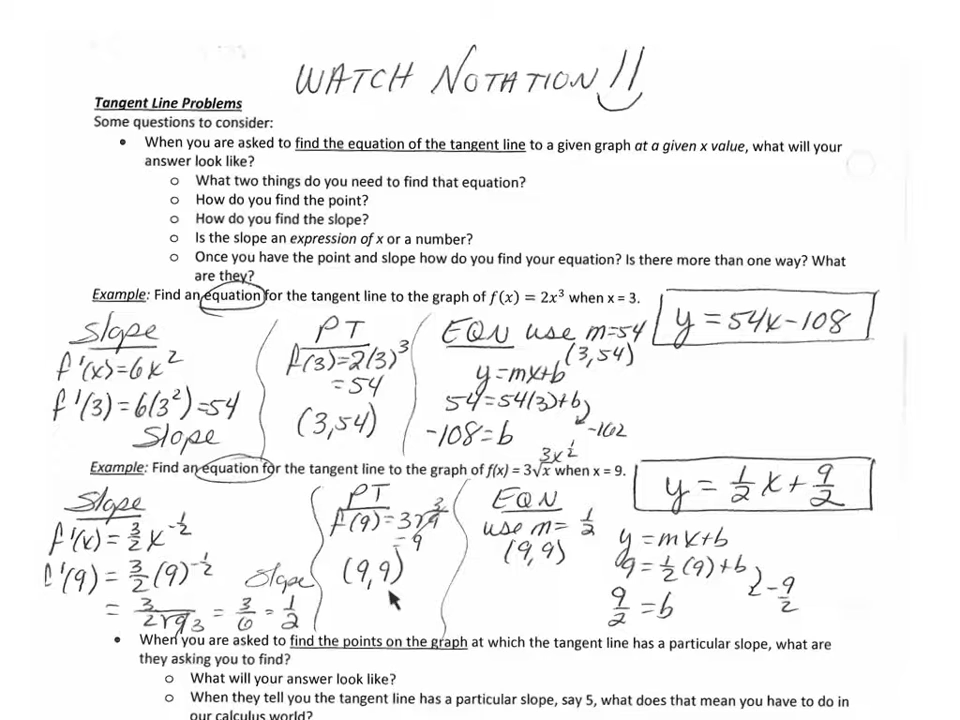 WATCH NOTATION!!
Tangent Line Problems
Some questions to consider:
• When you are asked to find the equation of the tangent line to a given graph at a given x value, what will your
answer look like?
o What two things do you need to find that equation?
o How do you find the point?
o How do you find the slope?
o Is the slope an expression of x or a number?
o Once you have the point and slope how do you find your equation? Is there more than one way? What
are they?
Example: Find an equation for the tangent line to the graph of f(x) = 2x³ when x = 3.
y = 54x - 108
Slope
f'(x) = 6x²
f'(3) = 6(3²) = 54
Slope
PT
f(3) = 2(3)³
= 54
(3, 54)
EQN use m = 54
(3, 54)
y = mx + b
54 = 54(3) + b
-162
-108 = b
Example: Find an equation for the tangent line to the graph of f(x) = 3√x when x = 9.
3x^½
y = ½x + 9/2
Slope
f'(x) = 3/2 x^-½
f'(9) = 3/2 (9)^-½ Slope
= 3/(2√9) 3 = 3/6 = 1/2
PT
f(9) = 3√9 3
= 9
(9, 9)
EQN
use m = ½
(9, 9)
y = mx + b
9 = ½(9) + b
- 9/2
9/2 = b
• When you are asked to find the points on the graph at which the tangent line has a particular slope, what are
they asking you to find?
o What will your answer look like?
o When they tell you the tangent line has a particular slope, say 5, what does that mean you have to do in
our calculus world?